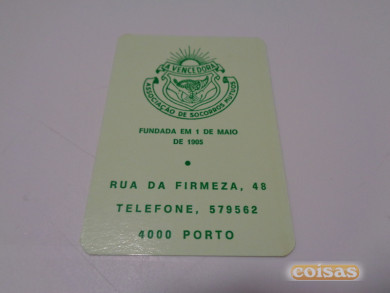 A VENCEDORA
ASSOCIAÇÃO DE SOCORROS MUTUOS
FUNDADA EM 1 DE MAIO
DE 1905
RUA DA FIRMEZA, 48
TELEFONE, 579562
4000 PORTO
coisas